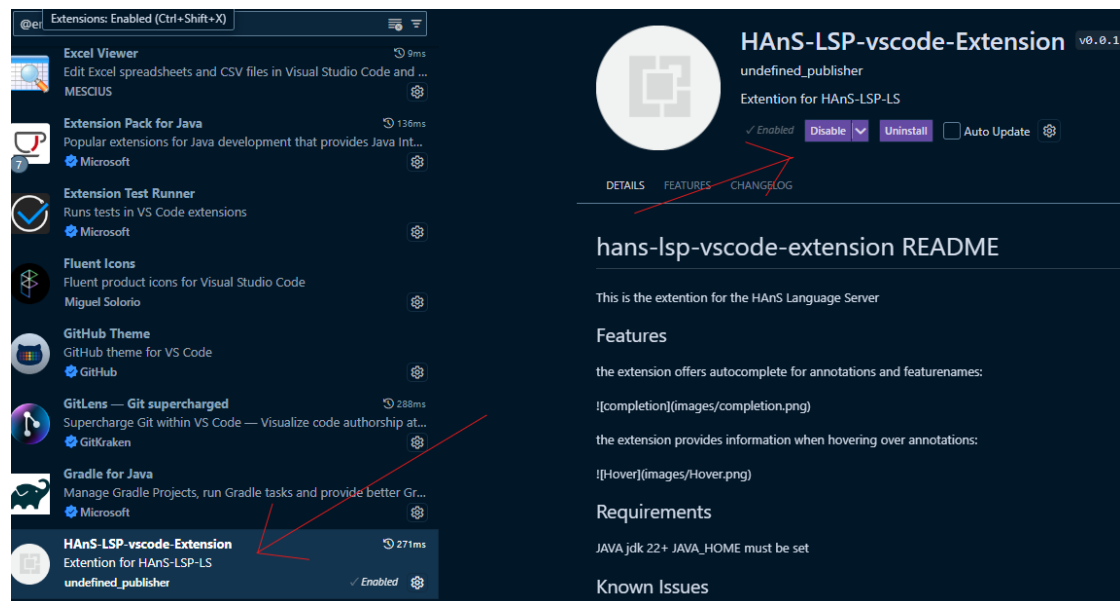 @er
Extensions: Enabled (Ctrl+Shift+X)
Excel Viewer
9ms
Edit Excel spreadsheets and CSV files in Visual Studio Code and ...
MESCIUS
Extension Pack for Java
136ms
Popular extensions for Java development that provides Java Int...
7
Microsoft
Extension Test Runner
Runs tests in VS Code extensions
Microsoft
Fluent Icons
Fluent product icons for Visual Studio Code
Miguel Solorio
GitHub Theme
GitHub theme for VS Code
GitHub
GitLens — Git supercharged
288ms
Supercharge Git within VS Code — Visualize code authorship at...
GitKraken
Gradle for Java
Manage Gradle Projects, run Gradle tasks and provide better Gr...
Microsoft
HAnS-LSP-vscode-Extension
271ms
Extention for HAnS-LSP-LS
undefined_publisher
Enabled
HAnS-LSP-vscode-Extension
v0.0.1
undefined_publisher
Extention for HAnS-LSP-LS
Enabled
Disable
Uninstall
Auto Update
DETAILS
FEATURES
CHANGELOG
hans-lsp-vscode-extension README
This is the extention for the HAnS Language Server
Features
the extension offers autocomplete for annotations and featurenames:
![completion](images/completion.png)
the extension provides information when hovering over annotations:
![Hover](images/Hover.png)
Requirements
JAVA jdk 22+ JAVA_HOME must be set
Known Issues